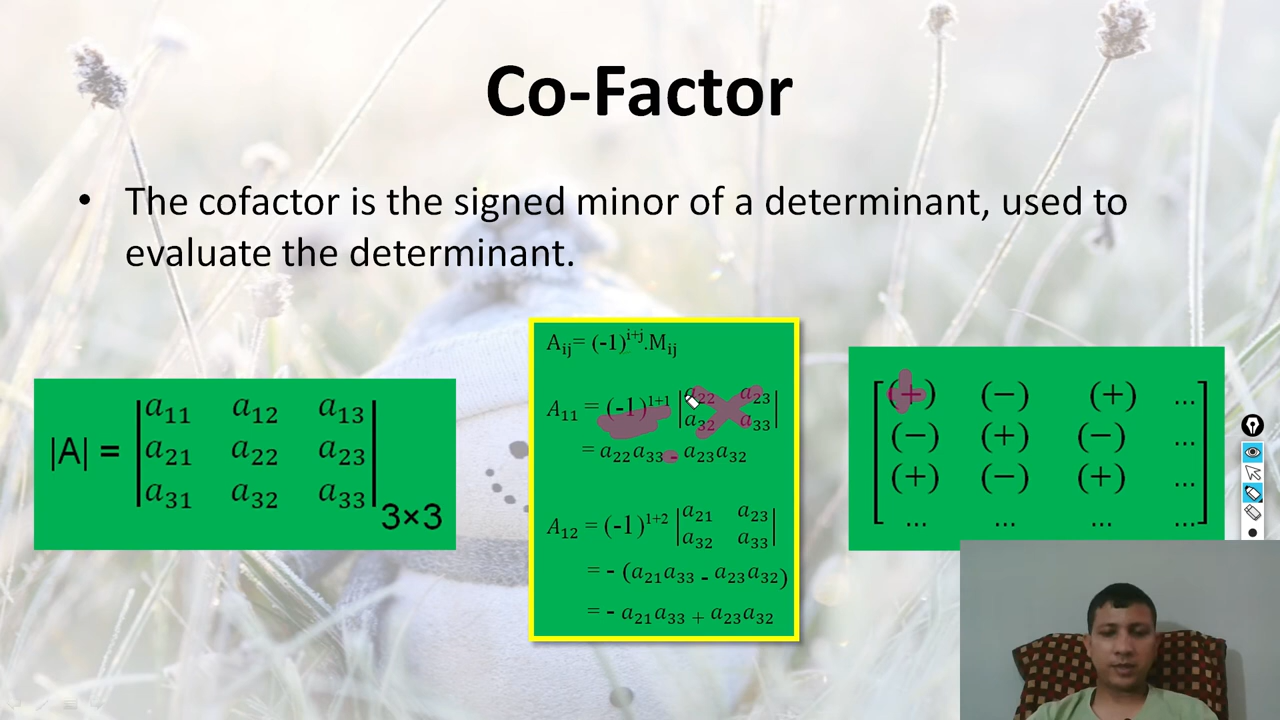 Co-Factor
• The cofactor is the signed minor of a determinant, used to
evaluate the determinant.
|A| = | a₁₁ a₁₂ a₁₃ |
| a₂₁ a₂₂ a₂₃ |
| a₃₁ a₃₂ a₃₃ | 3×3
Aᵢⱼ= (-1)ⁱ⁺ʲ.Mᵢⱼ
A₁₁ = (-1)¹⁺¹ | a₂₂ a₂₃ |
| a₃₂ a₃₃ |
= a₂₂a₃₃ - a₂₃a₃₂
A₁₂ = (-1)¹⁺² | a₂₁ a₂₃ |
| a₃₂ a₃₃ |
= - (a₂₁a₃₃ - a₂₃a₃₂)
= - a₂₁a₃₃ + a₂₃a₃₂
[ (+) (−) (+) ... ]
(−) (+) (−) ...
(+) (−) (+) ...
... ... ... ...